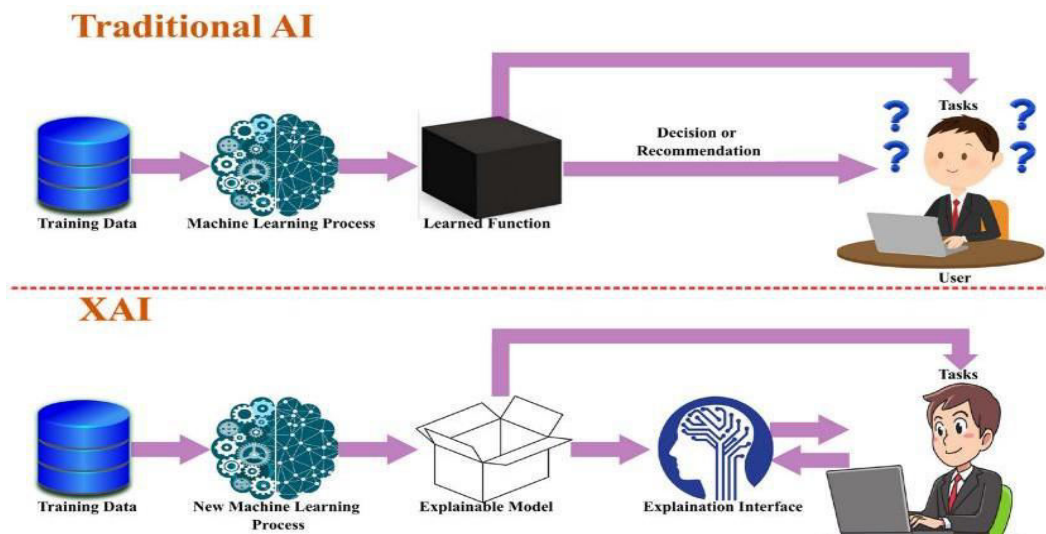 Traditional AI
Tasks
? ?
Decision or
Recommendation
? ?
Training Data
Machine Learning Process
Learned Function
User
XAI
Tasks
Training Data
New Machine Learning
Process
Explainable Model
Explaination Interface